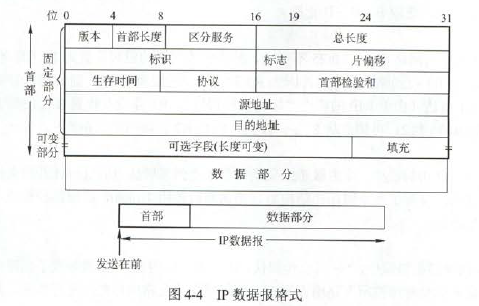 位 0 4 8 16 19 24 31
版本 首部长度 区分服务 总长度
标识 标志 片偏移
生存时间 协议 首部检验和
源地址
目的地址
可选字段(长度可变) 填充
数据部分
首部
固定部分
可变部分
首部 数据部分
IP数据报
发送在前
图 4-4 IP 数据报格式